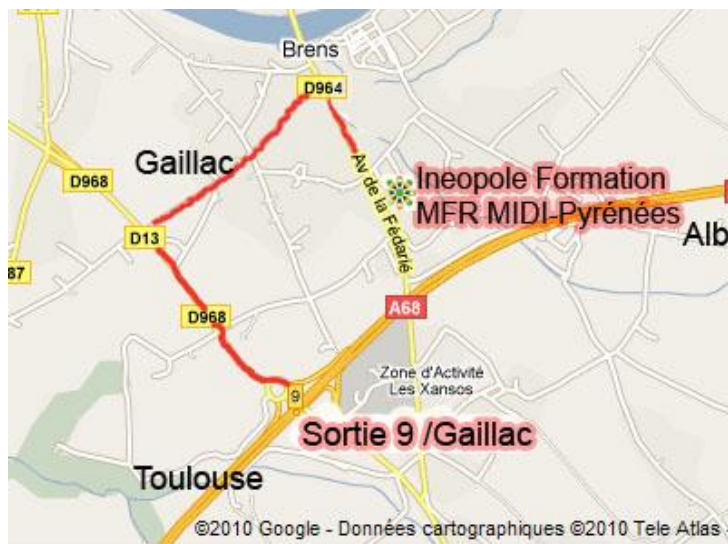 Brens
D964
Gaillac
D968
Av de la Fédarié
Ineopole Formation
MFR MIDI-Pyrénées
D13
Alb
87
D968
A68
Zone d'Activité
Les Xansos
9
Sortie 9 /Gaillac
Toulouse
©2010 Google - Données cartographiques ©2010 Tele Atlas -